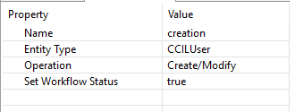 Property Value
Name creation
Entity Type CCILUser
Operation Create/Modify
Set Workflow Status true